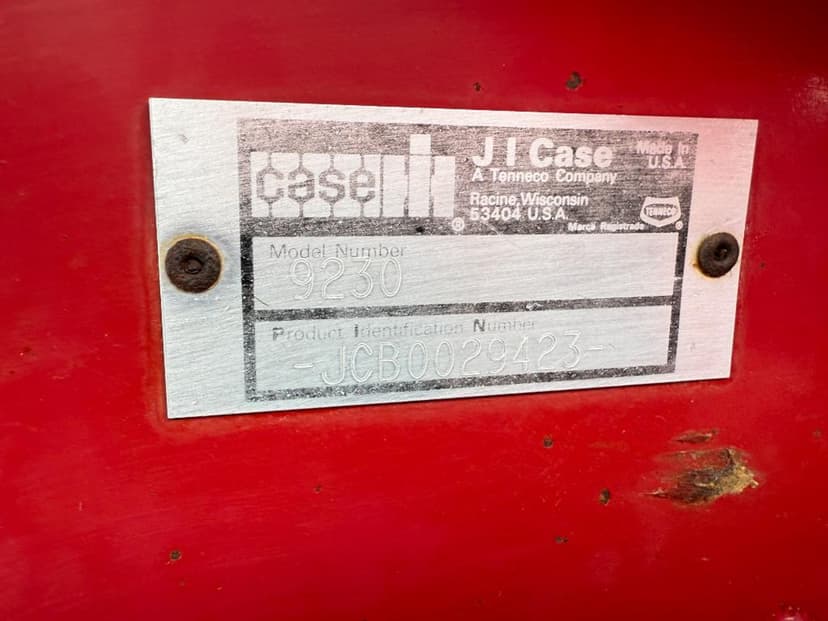 case IH ®
J I Case
A Tenneco Company
Racine, Wisconsin
53404 U.S.A.
Made in
U.S.A.
TENNECO
®
Marca Registrada
Model Number
9230
Product Identification Number
-JCB0029423-